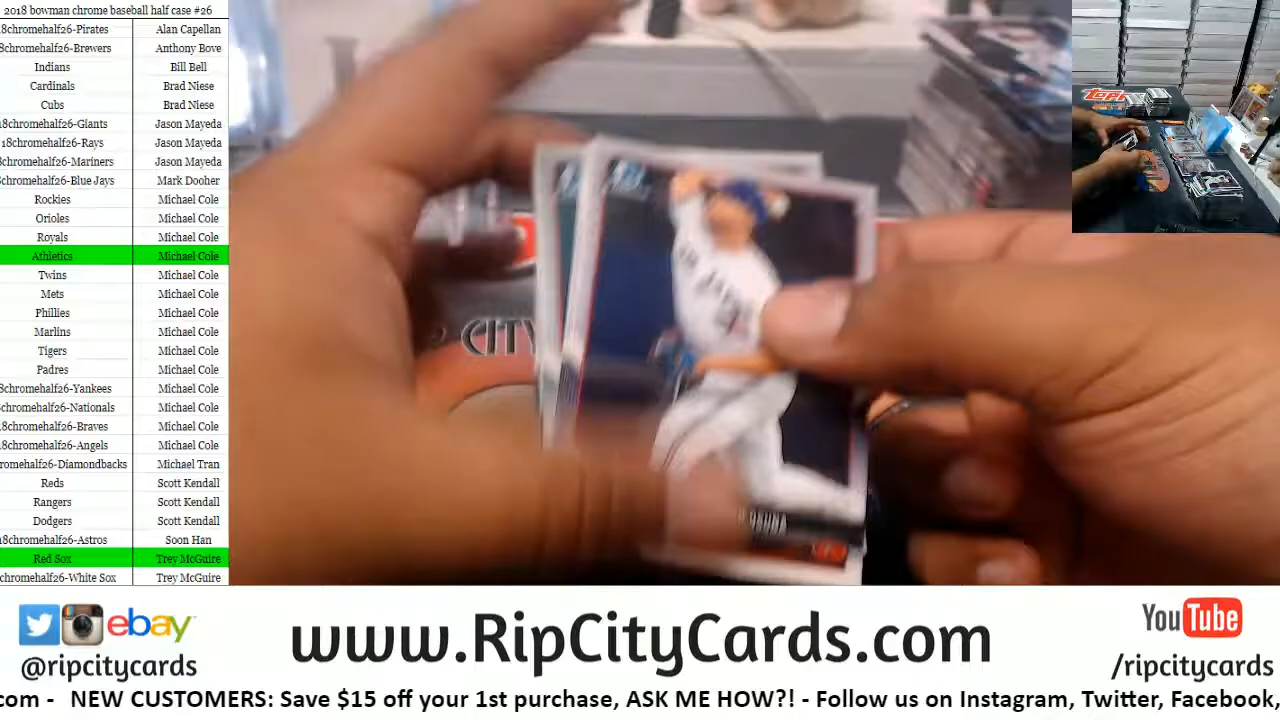 2018 bowman chrome baseball half case #26
8chromehalf26-Pirates Alan Capellan
8chromehalf26-Brewers Anthony Bove
Indians Bill Bell
Cardinals Brad Niese
Cubs Brad Niese
18chromehalf26-Giants Jason Mayeda
18chromehalf26-Rays Jason Mayeda
8chromehalf26-Mariners Jason Mayeda
chromehalf26-Blue Jays Mark Dooher
Rockies Michael Cole
Orioles Michael Cole
Royals Michael Cole
Athletics Michael Cole
Twins Michael Cole
Mets Michael Cole
Phillies Michael Cole
Marlins Michael Cole
Tigers Michael Cole
Padres Michael Cole
8chromehalf26-Yankees Michael Cole
chromehalf26-Nationals Michael Cole
chromehalf26-Braves Michael Cole
chromehalf26-Angels Michael Cole
romehalf26-Diamondbacks Michael Tran
Reds Scott Kendall
Rangers Scott Kendall
Dodgers Scott Kendall
18chromehalf26-Astros Soon Han
Red Sox Trey McGuire
chromehalf26-White Sox Trey McGuire
topps
CITY
ebay
@ripcitycards
www.RipCityCards.com
YouTube
/ripcitycards
com - NEW CUSTOMERS: Save $15 off your 1st purchase, ASK ME HOW?! - Follow us on Instagram, Twitter, Facebook,